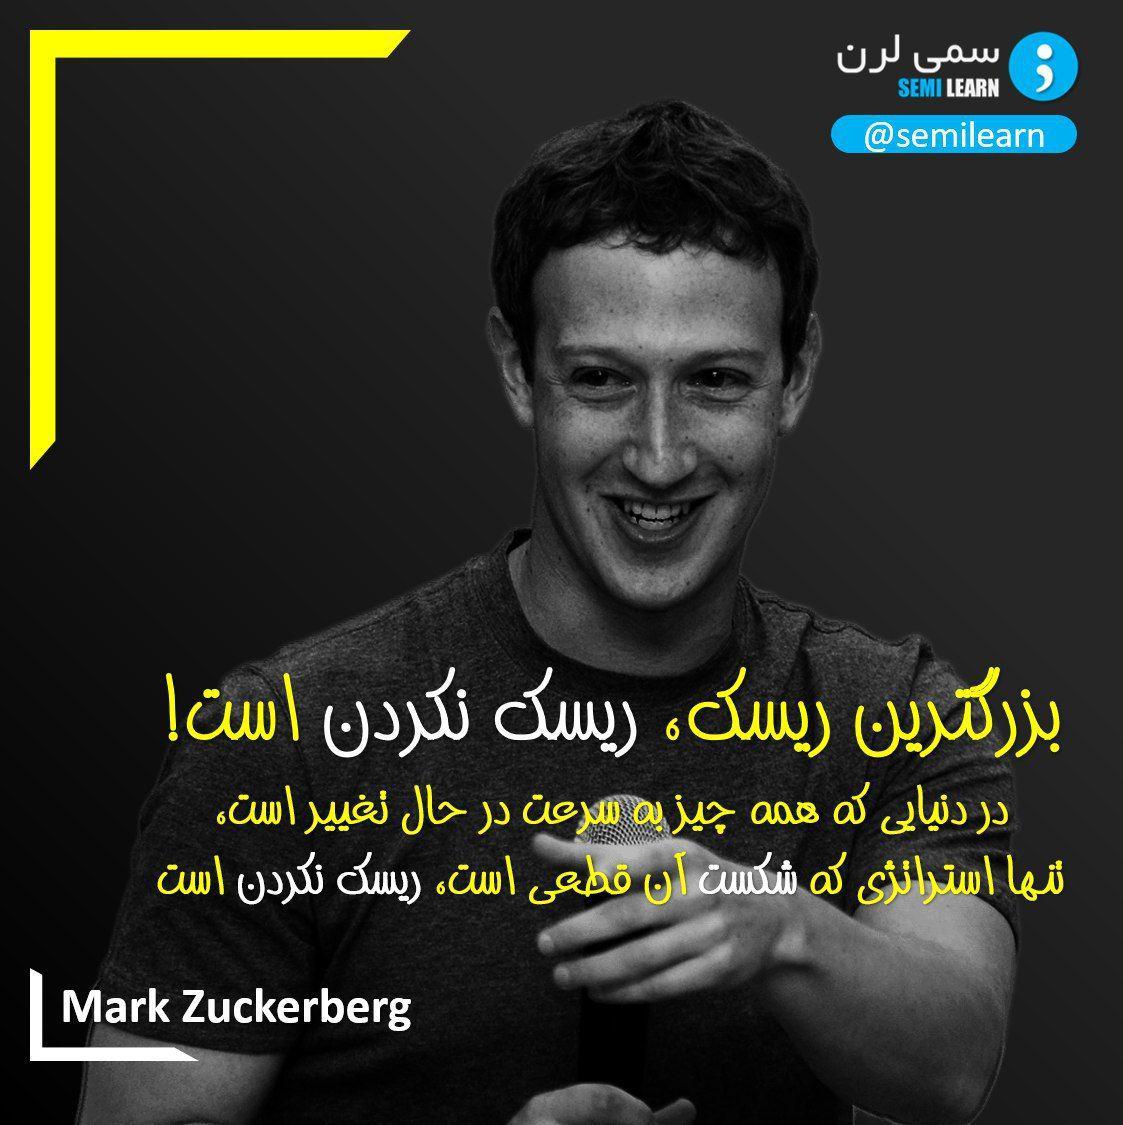 سمی لرن
SEMI LEARN
@semilearn
بزرگترین ریسک، ریسک نکردن است!
در دنیایی که همه چیز به سرعت در حال تغییر است،
تنها استراتژی که شکست آن قطعی است، ریسک نکردن است
Mark Zuckerberg